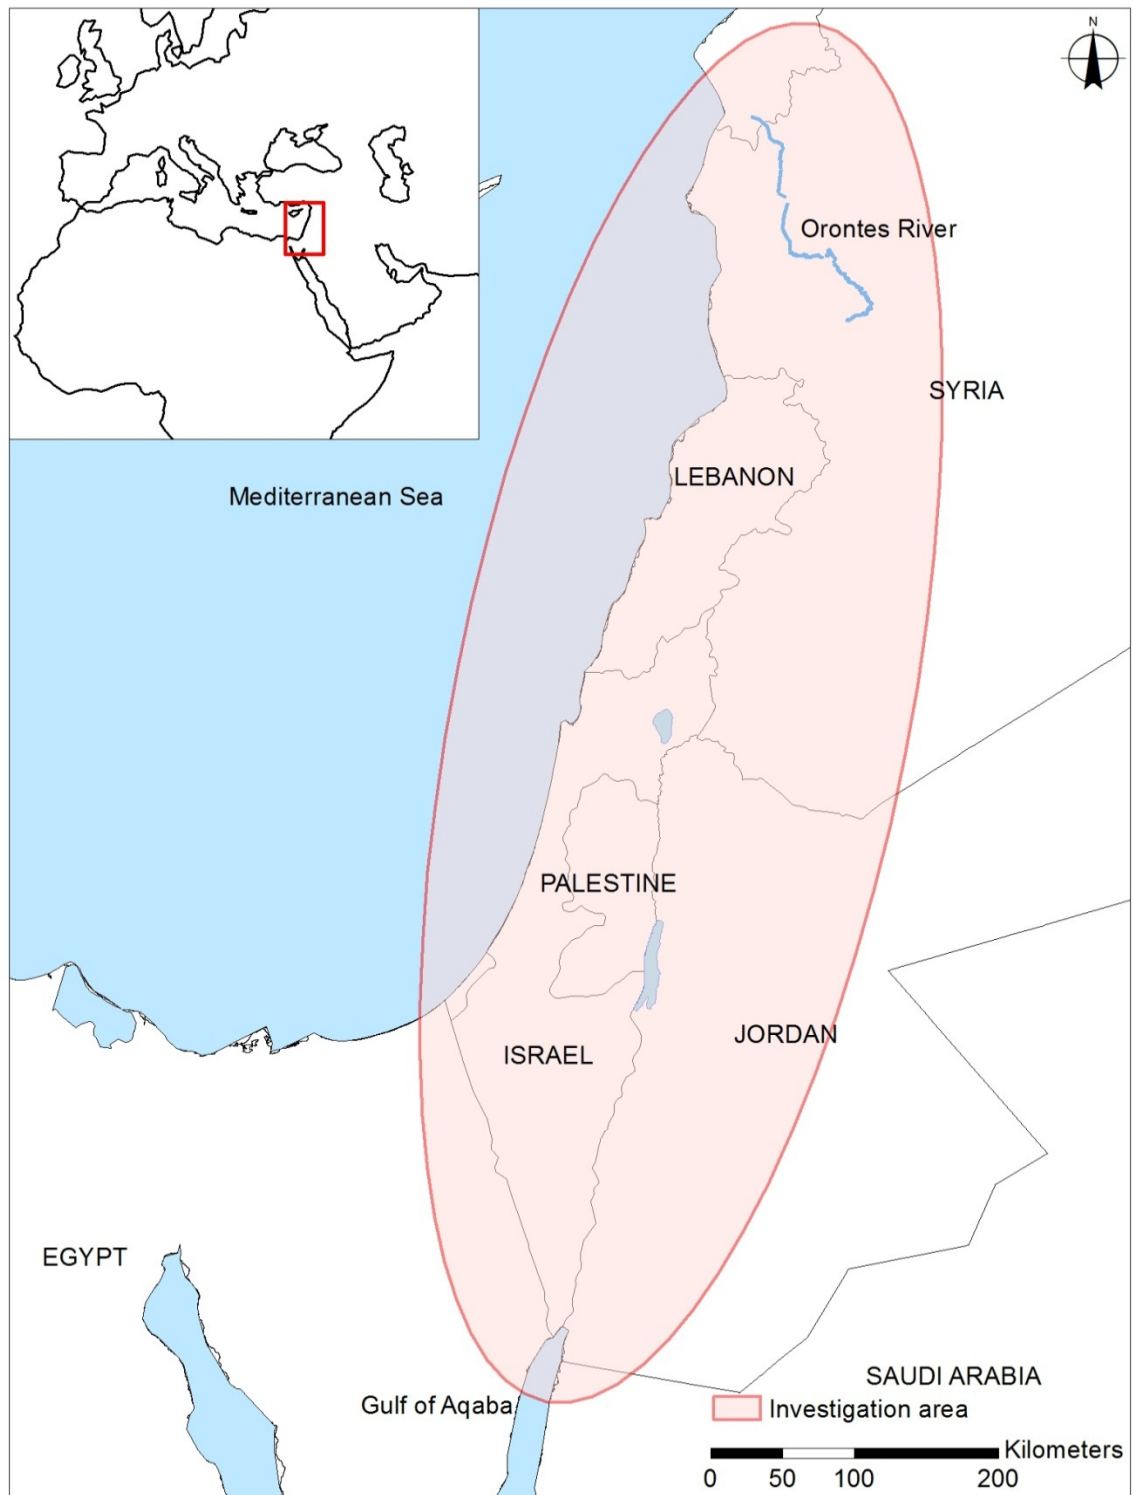 N
Orontes River
SYRIA
LEBANON
Mediterranean Sea
PALESTINE
JORDAN
ISRAEL
EGYPT
SAUDI ARABIA
Gulf of Aqaba
Investigation area
Kilometers
0 50 100 200